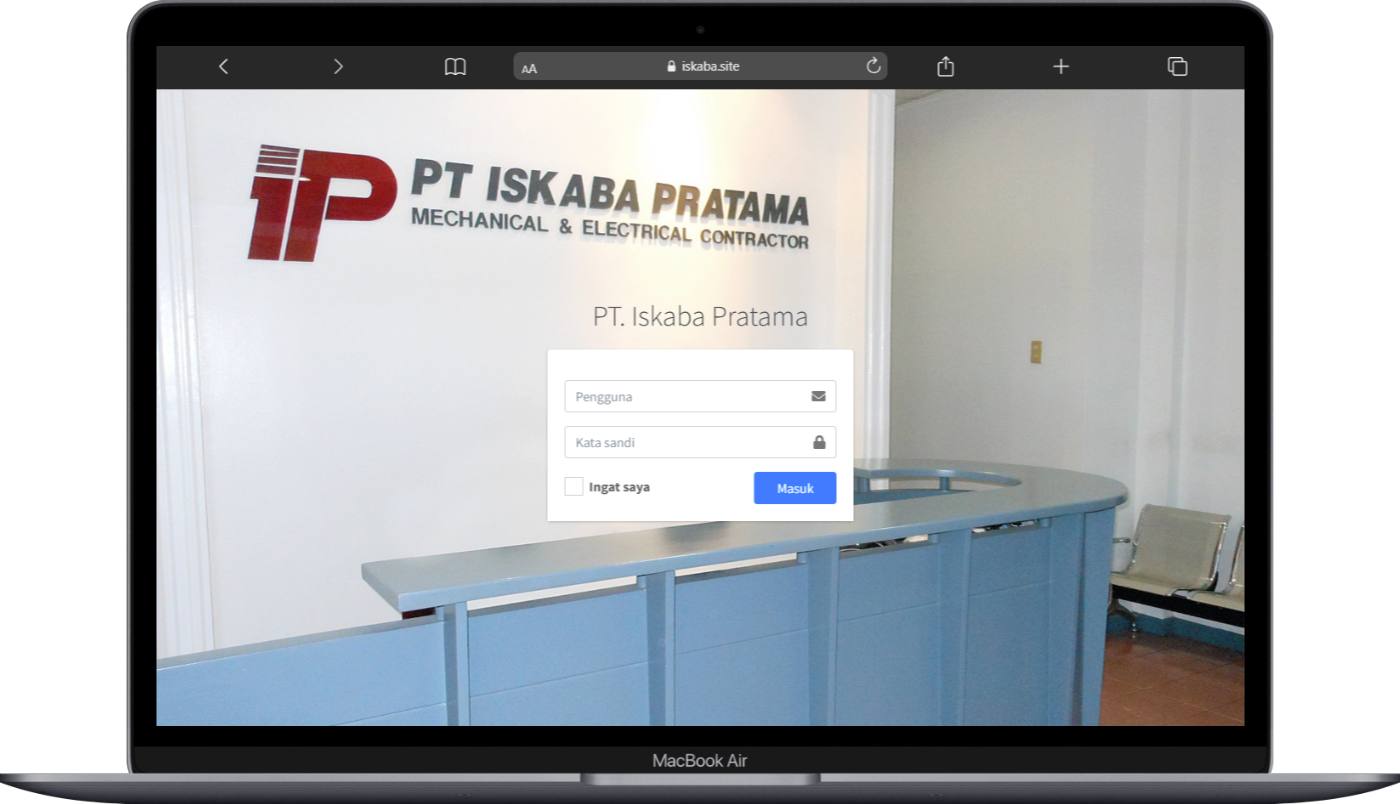 AA
iskaba.site
iP
PT ISKABA PRATAMA
MECHANICAL & ELECTRICAL CONTRACTOR
PT. Iskaba Pratama
Pengguna
Kata sandi
Ingat saya
Masuk
MacBook Air